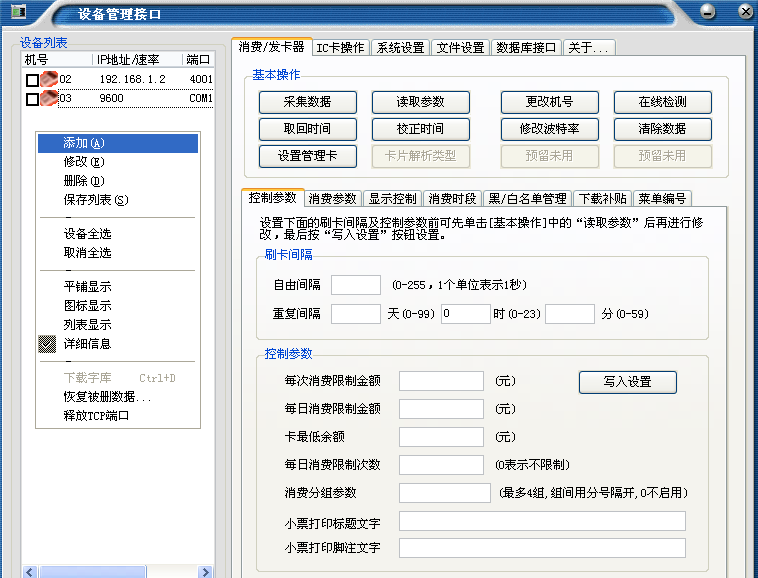 设备管理接口
设备列表
机号 IP地址/速率 端口
02 192.168.1.2 4001
03 9600 COM1
添加(A)
修改(E)
删除(D)
保存列表(S)
设备全选
取消全选
平铺显示
图标显示
列表显示
详细信息
下载字库 Ctrl+D
恢复被删数据...
释放TCP端口
消费/发卡器 IC卡操作 系统设置 文件设置 数据库接口 关于...
基本操作
采集数据 读取参数 更改机号 在线检测
取回时间 校正时间 修改波特率 清除数据
设置管理卡 卡片解析类型 预留未用 预留未用
控制参数 消费参数 显示控制 消费时段 黑/白名单管理 下载补贴 菜单编号
设置下面的刷卡间隔及控制参数前可先单击[基本操作]中的“读取参数”后再进行修
改，最后按“写入设置”按钮设置。
刷卡间隔
自由间隔 (0-255，1个单位表示1秒)
重复间隔 天(0-99) 0 时(0-23) 分(0-59)
控制参数
每次消费限制金额 (元) 写入设置
每日消费限制金额 (元)
卡最低余额 (元)
每日消费限制次数 (0表示不限制)
消费分组参数 (最多4组,组间用分号隔开,0不启用)
小票打印标题文字
小票打印脚注文字